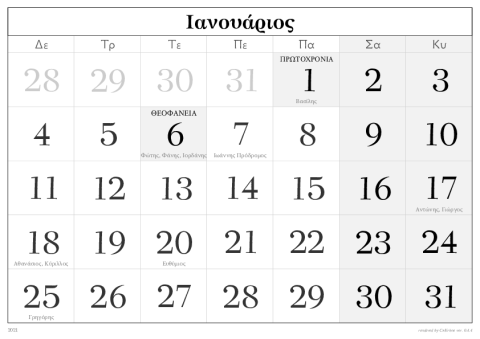 Ιανουάριος
Δε Τρ Τε Πε Πα Σα Κυ
ΠΡΩΤΟΧΡΟΝΙΑ
28 29 30 31 1 2 3
Βασίλης
ΘΕΟΦΑΝΕΙΑ
4 5 6 7 8 9 10
Φώτης, Φάνης, Ιορδάνης Ιωάννης Πρόδρομος
11 12 13 14 15 16 17
Αντώνης, Γιώργος
18 19 20 21 22 23 24
Αθανάσιος, Κύριλλος Ευθύμιος
25 26 27 28 29 30 31
Γρηγόρης
2021